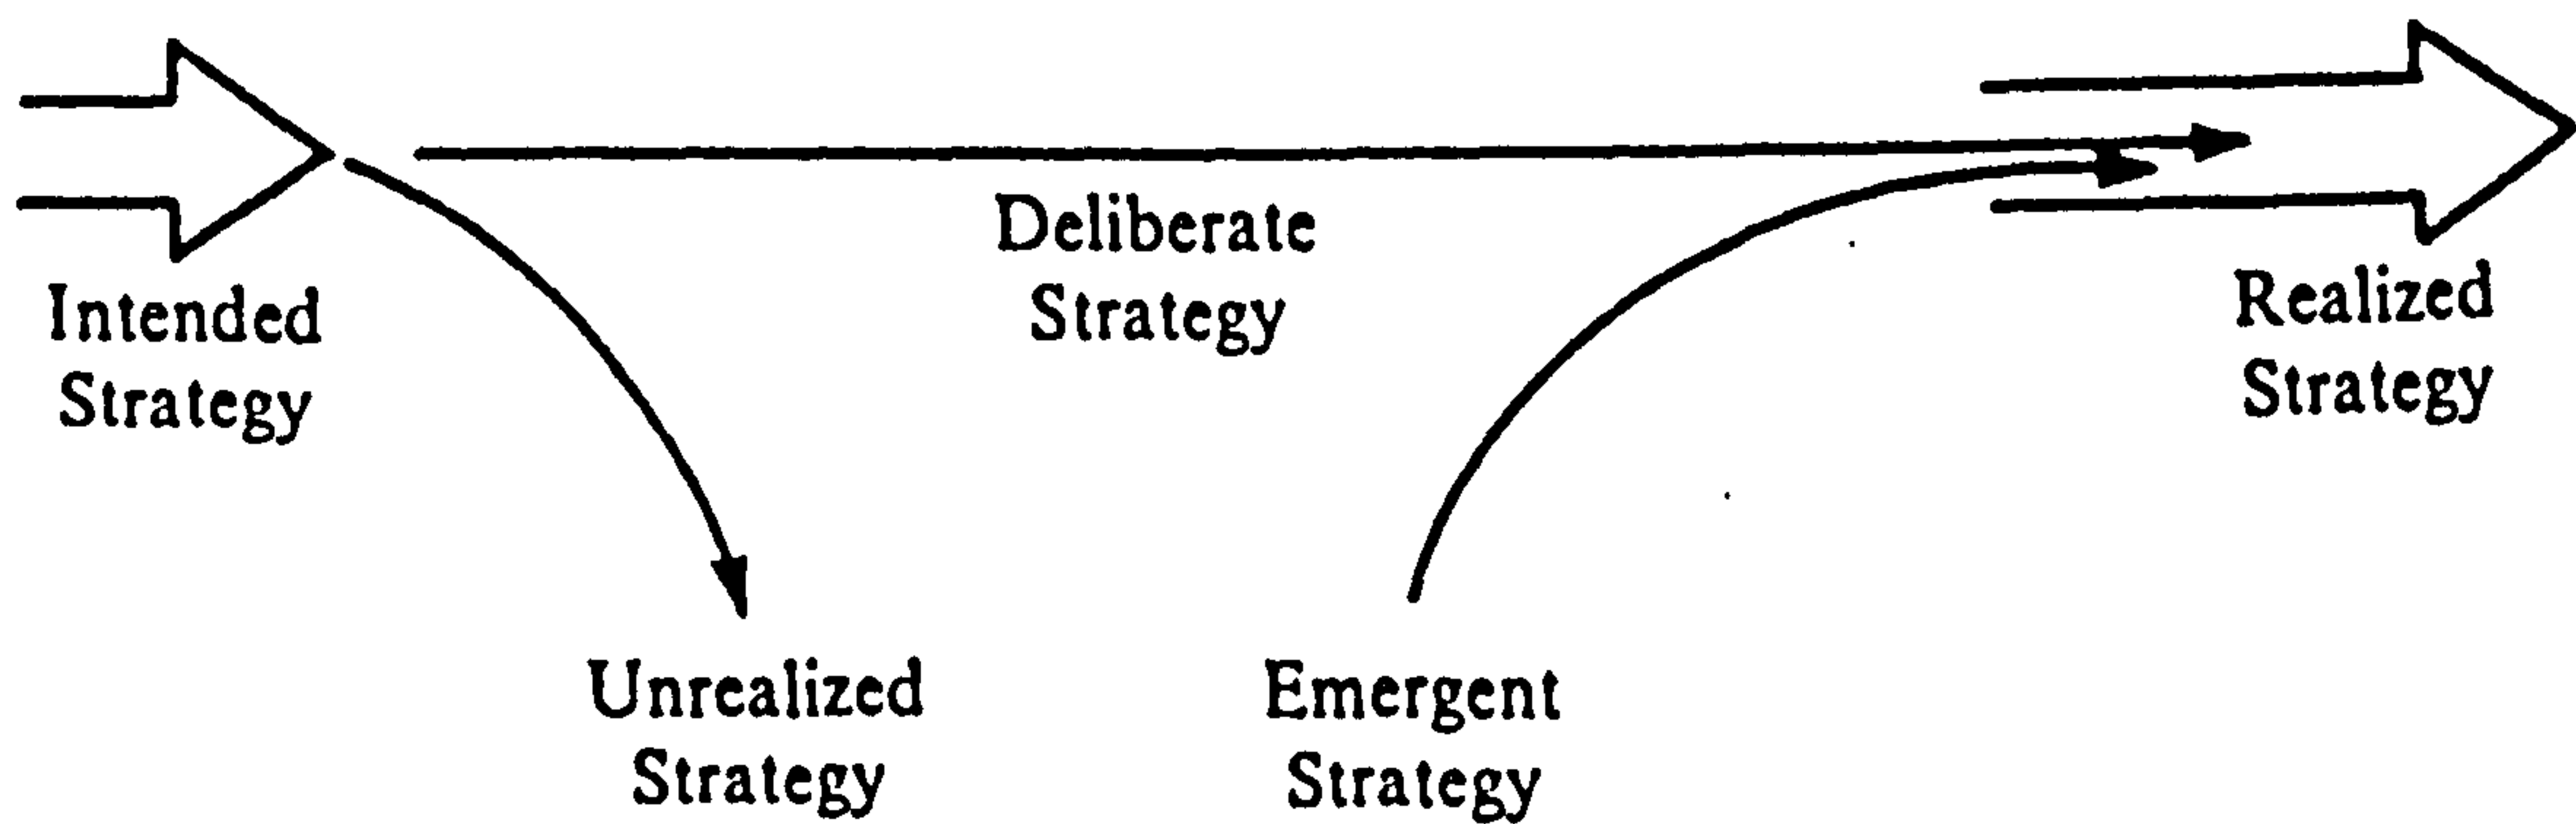 Intended
Strategy
Deliberate
Strategy
Realized
Strategy
Unrealized
Strategy
Emergent
Strategy